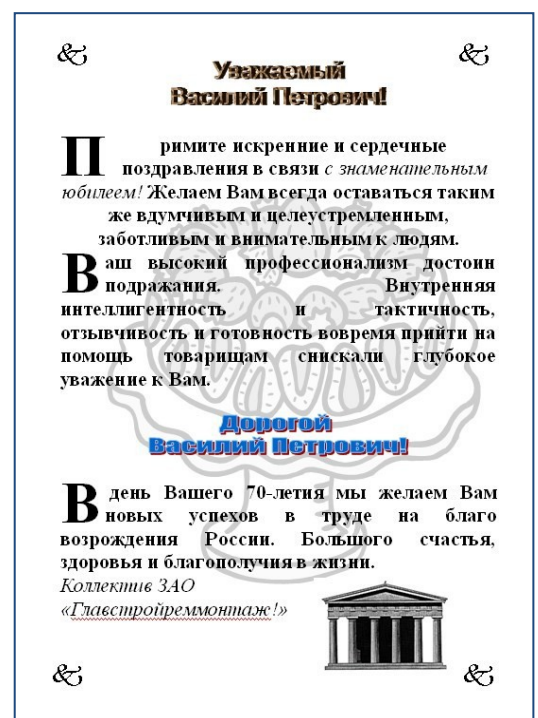 Уважаемый
Василий Петрович!
Примите искренние и сердечные
поздравления в связи с знаменательным
юбилеем! Желаем Вам всегда оставаться таким
же вдумчивым и целеустремленным,
заботливым и внимательным к людям.
Ваш высокий профессионализм достоин
подражания. Внутренняя
интеллигентность и тактичность,
отзывчивость и готовность вовремя прийти на
помощь товарищам снискали глубокое
уважение к Вам.
Дорогой
Василий Петрович!
В день Вашего 70-летия мы желаем Вам
новых успехов в труде на благо
возрождения России. Большого счастья,
здоровья и благополучия в жизни.
Коллектив ЗАО
«Главстройреммонтаж!»